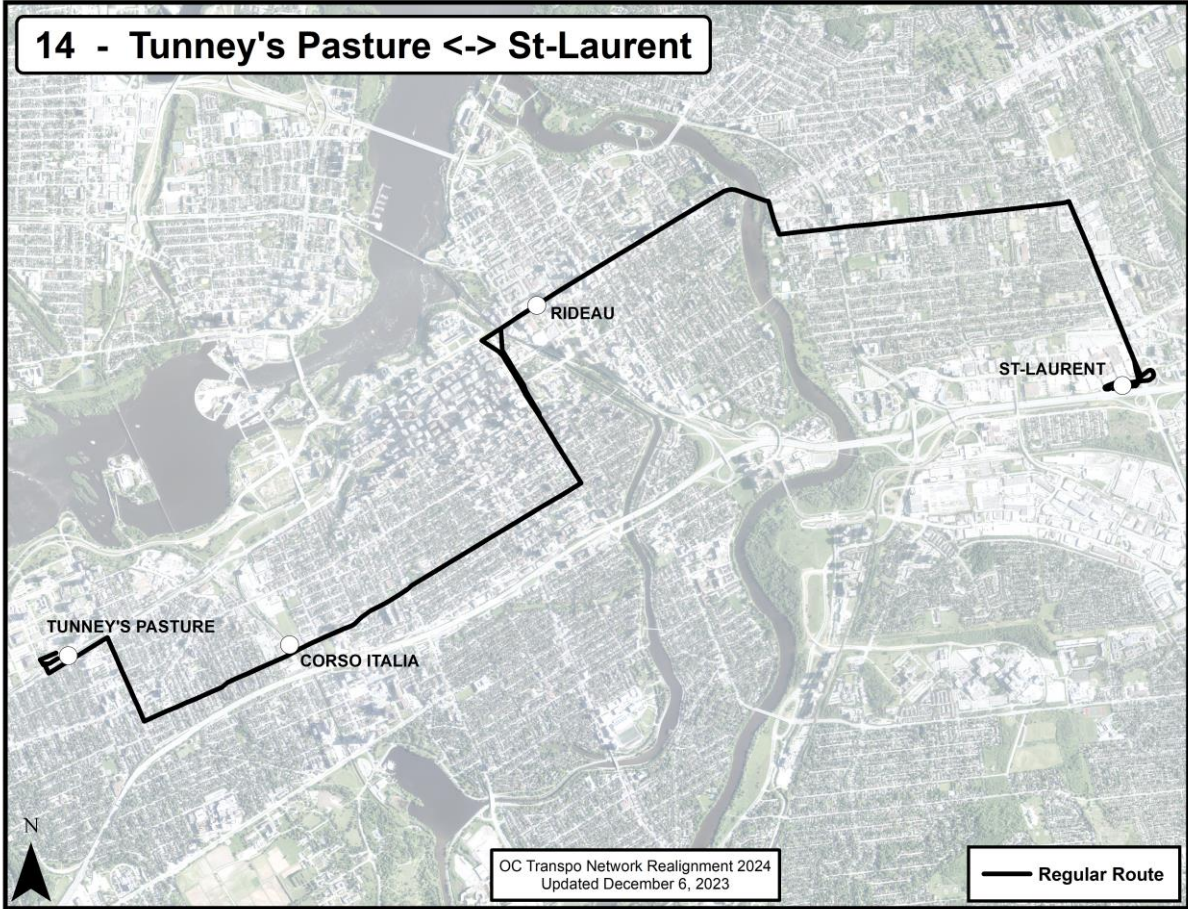 14 - Tunney's Pasture <-> St-Laurent
RIDEAU
ST-LAURENT
TUNNEY'S PASTURE
CORSO ITALIA
N
OC Transpo Network Realignment 2024
Updated December 6, 2023
Regular Route